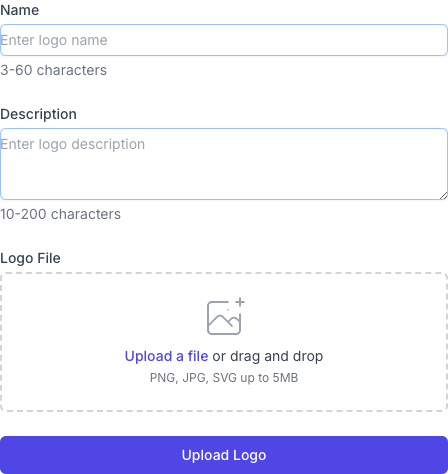 Name
Enter logo name
3-60 characters
Description
Enter logo description
10-200 characters
Logo File
Upload a file or drag and drop
PNG, JPG, SVG up to 5MB
Upload Logo